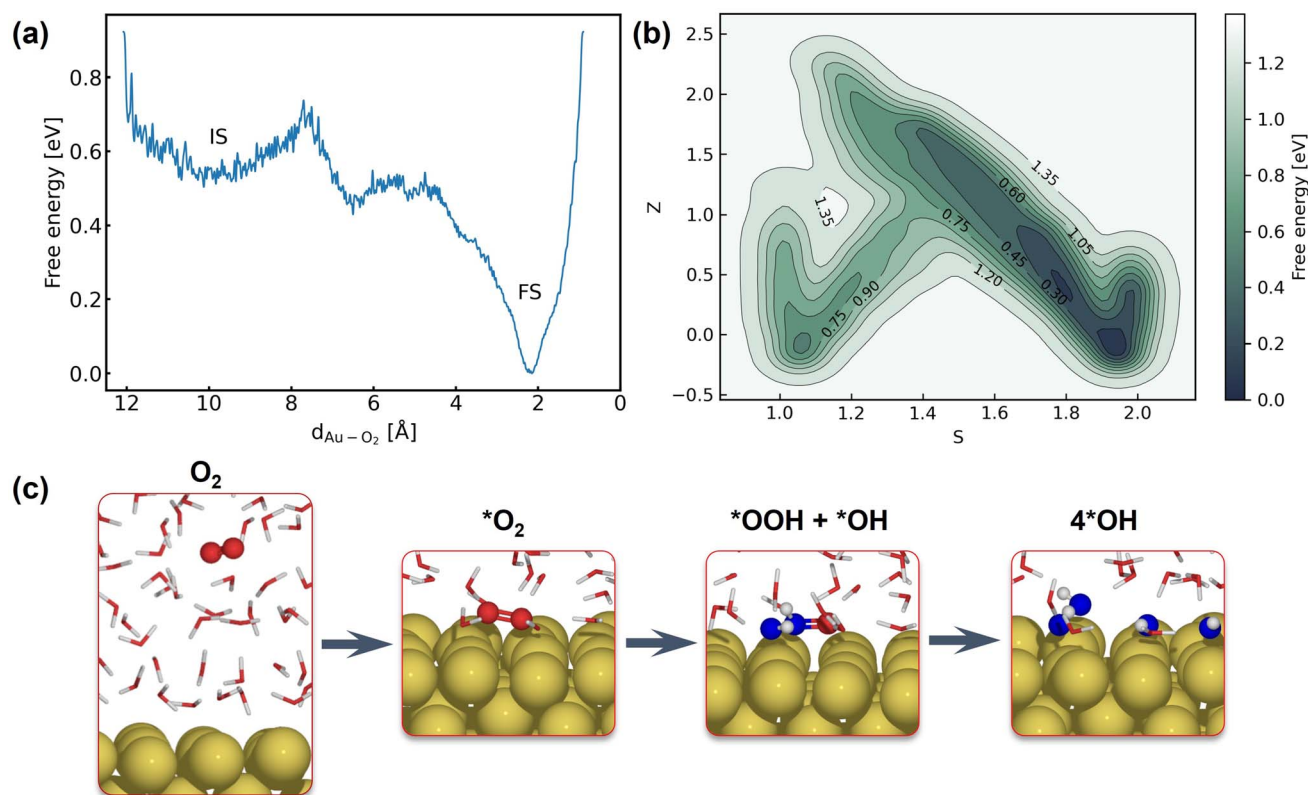 (a)
Free energy [eV]
0.8
0.6
0.4
0.2
0.0
IS
FS
12 10 8 6 4 2 0
d_Au−O₂ [Å]
(b)
Z
2.5
2.0
1.5
1.0
0.5
0.0
−0.5
1.35
1.35
0.60
1.05
0.75
0.45
0.30
1.20
0.90
0.75
1.0 1.2 1.4 1.6 1.8 2.0
S
1.2
1.0
0.8
0.6
0.4
0.2
0.0
Free energy [eV]
(c)
O₂
*O₂
*OOH + *OH
4*OH